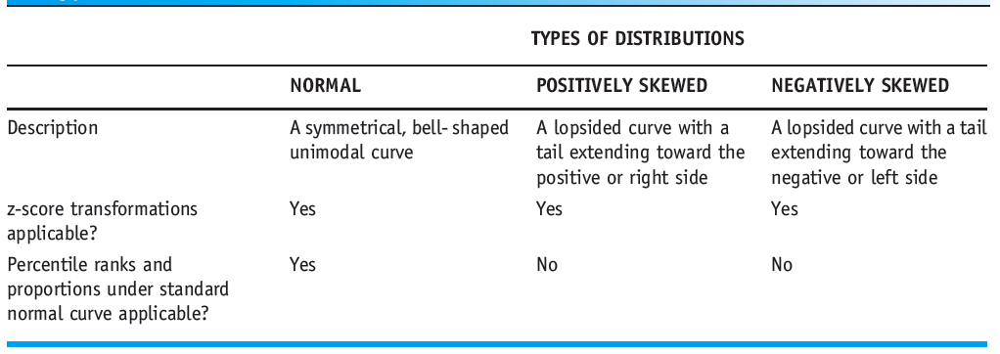 TYPES OF DISTRIBUTIONS
NORMAL POSITIVELY SKEWED NEGATIVELY SKEWED
Description A symmetrical, bell- shaped A lopsided curve with a A lopsided curve with a tail
unimodal curve tail extending toward the extending toward the
positive or right side negative or left side
z-score transformations Yes Yes Yes
applicable?
Percentile ranks and Yes No No
proportions under standard
normal curve applicable?